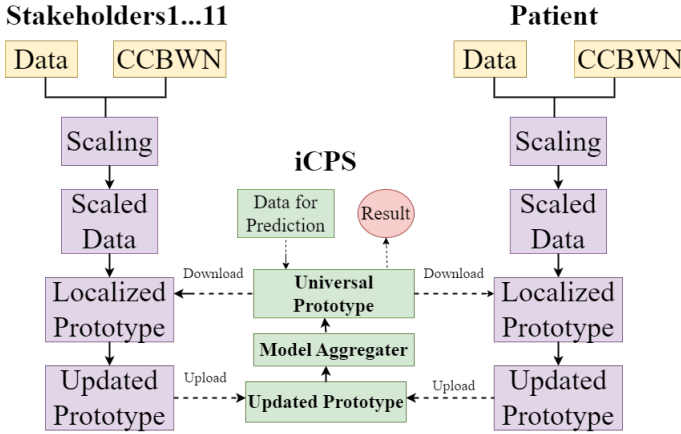 Stakeholders1...11
Patient
Data
CCBWN
Data
CCBWN
Scaling
Scaling
iCPS
Scaled
Data
Data for
Prediction
Result
Scaled
Data
Download
Download
Localized
Prototype
Universal
Prototype
Localized
Prototype
Model Aggregater
Updated
Prototype
Upload
Updated Prototype
Upload
Updated
Prototype